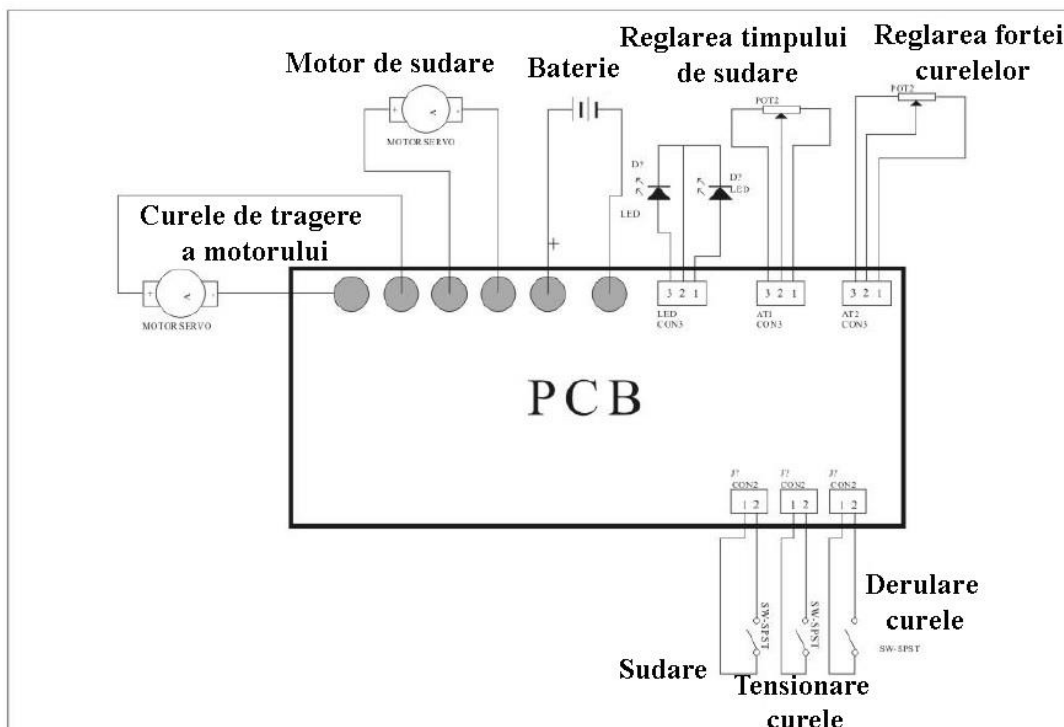 Reglarea timpului
de sudare
Reglarea fortei
curelelor
Motor de sudare
Baterie
POT2
POT2
MOTOR SERVO
D?
LED
D?
LED
Curele de tragere
a motorului
+
MOTOR SERVO
3 2 1
LED
CON3
3 2 1
AT1
CON3
3 2 1
AT2
CON3
PCB
J?
CON2
1 2
J?
CON2
1 2
J?
CON2
1 2
SW-SPST
SW-SPST
SW-SPST
Derulare
curele
Sudare
Tensionare
curele